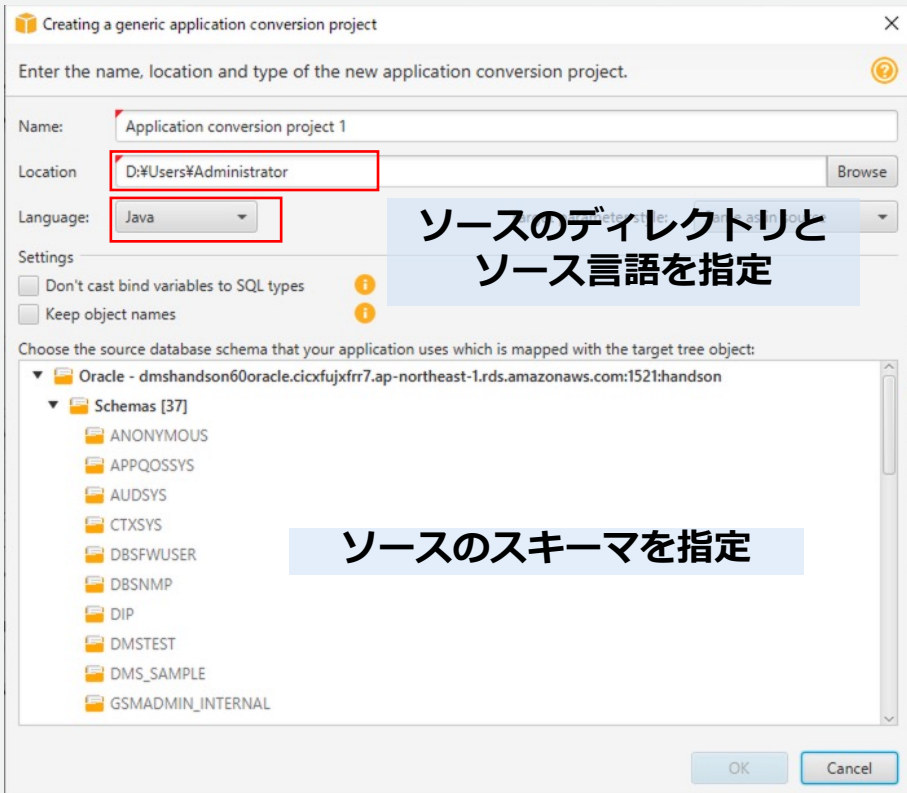 Creating a generic application conversion project
Enter the name, location and type of the new application conversion project.
Name: Application conversion project 1
Location D:¥Users¥Administrator Browse
Language: Java
ソースのディレクトリと
ソース言語を指定
Settings
Don't cast bind variables to SQL types
Keep object names
Choose the source database schema that your application uses which is mapped with the target tree object:
Oracle - dmshandson60oracle.cicxfujxfrr7.ap-northeast-1.rds.amazonaws.com:1521:handson
Schemas [37]
ANONYMOUS
APPQOSSYS
AUDSYS
CTXSYS
ソースのスキーマを指定
DBSFWUSER
DBSNMP
DIP
DMSTEST
DMS_SAMPLE
GSMADMIN_INTERNAL
OK Cancel